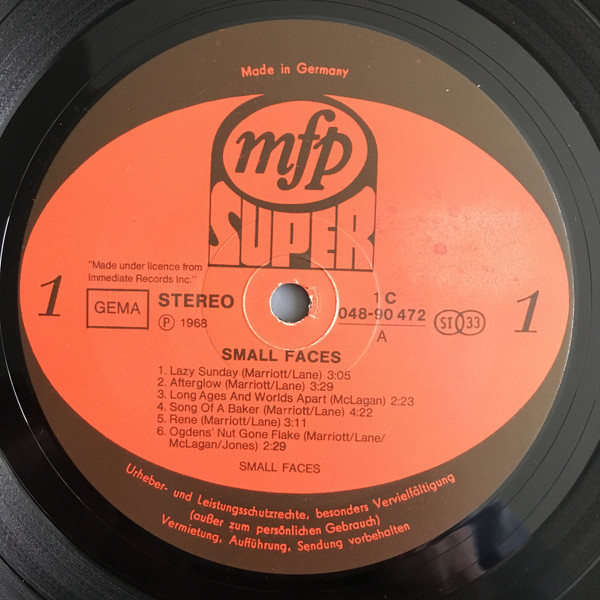 Made in Germany
mfp
SUPER
"Made under licence from
Immediate Records Inc."
1
GEMA
STEREO
℗ 1968
1 C
048-90 472
A
ST 33
1
SMALL FACES
1. Lazy Sunday (Marriott/Lane) 3:05
2. Afterglow (Marriott/Lane) 3:29
3. Long Ages And Worlds Apart (McLagan) 2:23
4. Song Of A Baker (Marriott/Lane) 4:22
5. Rene (Marriott/Lane) 3:11
6. Ogdens' Nut Gone Flake (Marriott/Lane/
McLagan/Jones) 2:29
SMALL FACES
Urheber- und Leistungsschutzrechte, besonders Vervielfältigung
(außer zum persönlichen Gebrauch)
Vermietung, Aufführung, Sendung vorbehalten